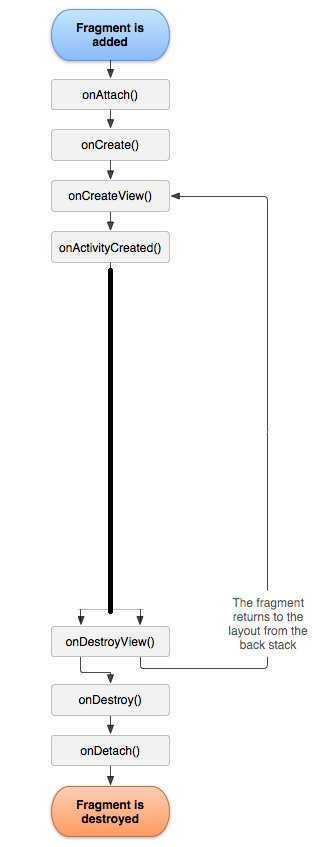 Fragment is
added
onAttach()
onCreate()
onCreateView()
onActivityCreated()
The fragment
returns to the
layout from the
back stack
onDestroyView()
onDestroy()
onDetach()
Fragment is
destroyed